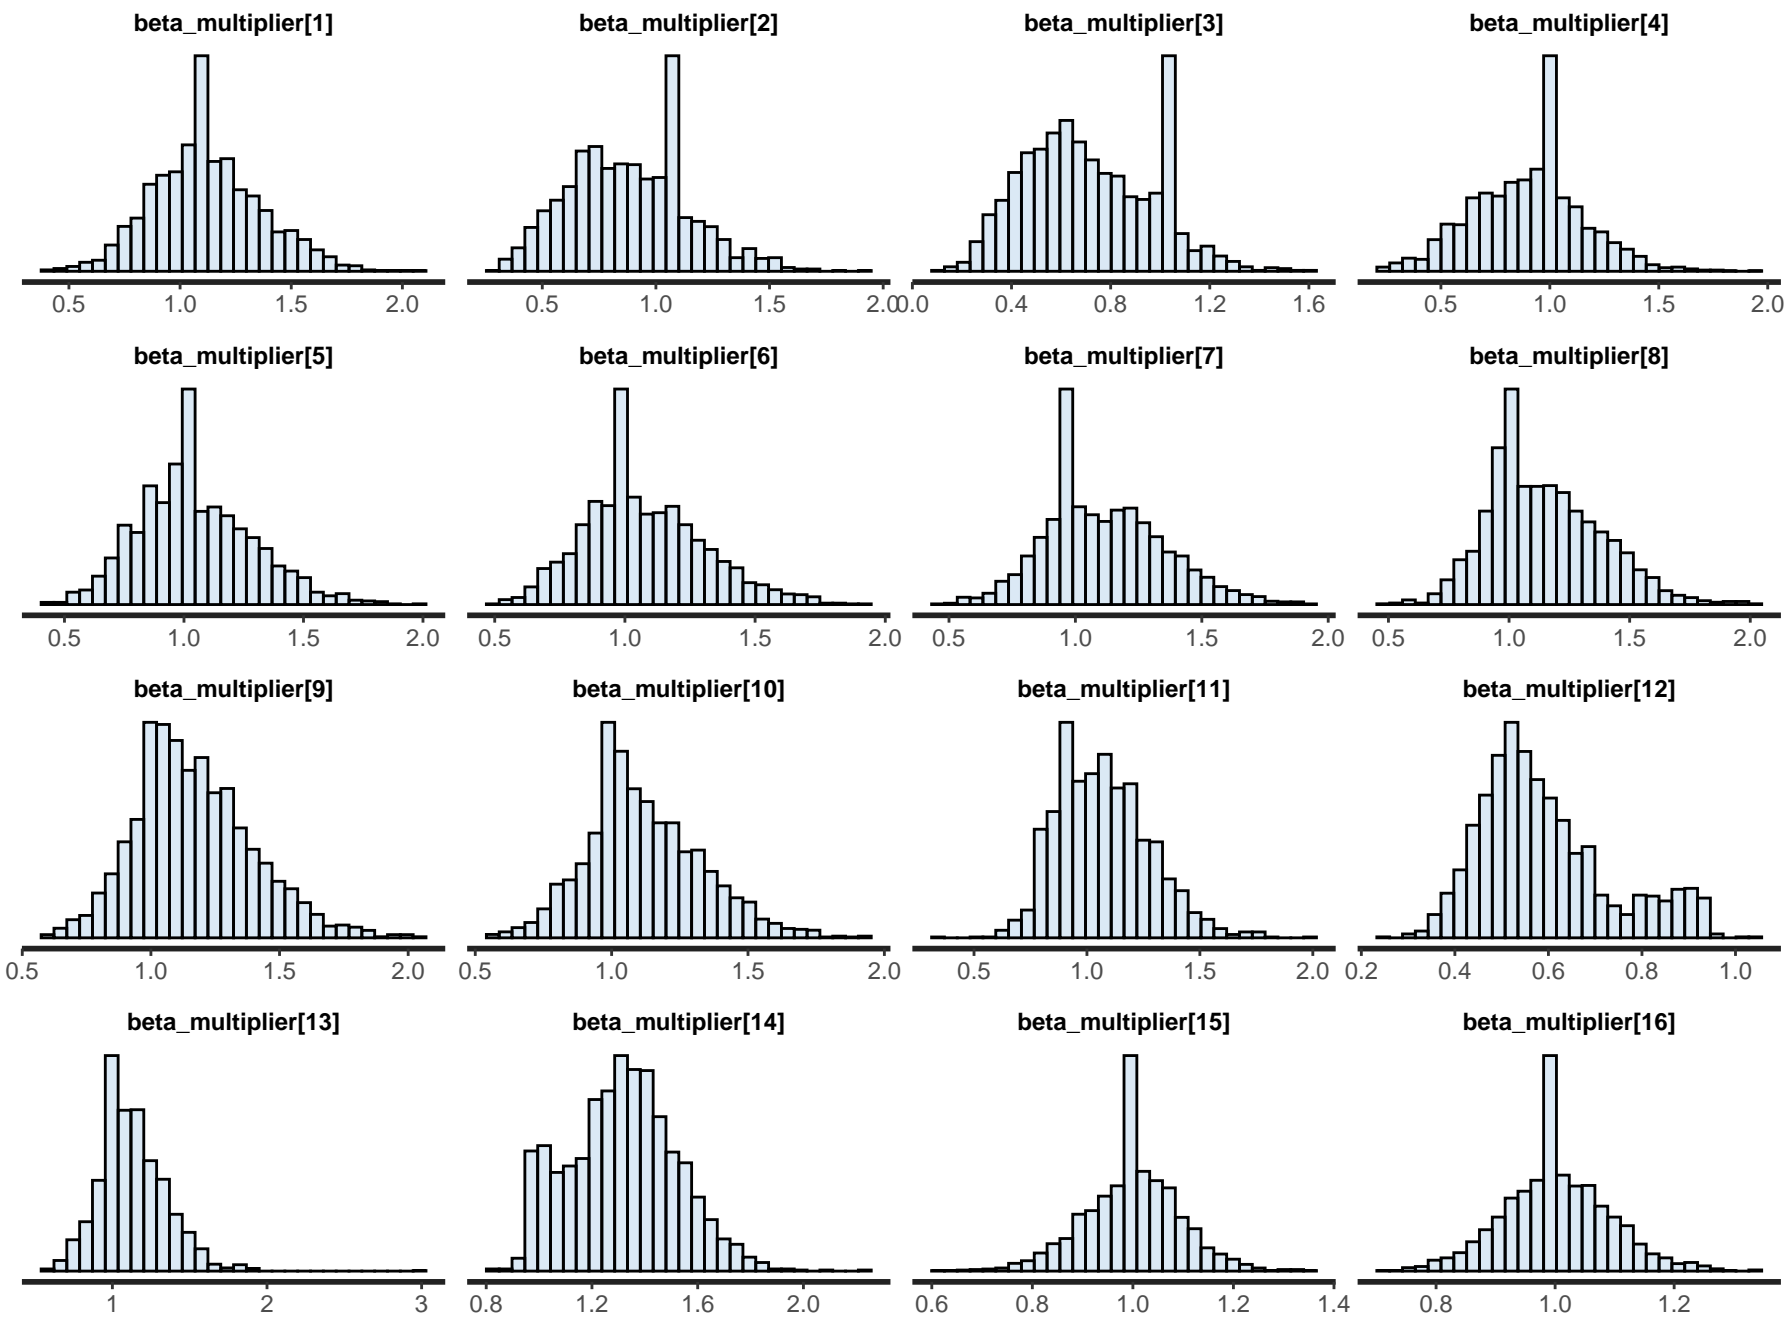 beta_multiplier[1] beta_multiplier[2] beta_multiplier[3] beta_multiplier[4]
0.5 1.0 1.5 2.0 0.5 1.0 1.5 2.0 0.0 0.4 0.8 1.2 1.6 0.5 1.0 1.5 2.0
beta_multiplier[5] beta_multiplier[6] beta_multiplier[7] beta_multiplier[8]
0.5 1.0 1.5 2.0 0.5 1.0 1.5 2.0 0.5 1.0 1.5 2.0 0.5 1.0 1.5 2.0
beta_multiplier[9] beta_multiplier[10] beta_multiplier[11] beta_multiplier[12]
0.5 1.0 1.5 2.0 0.5 1.0 1.5 2.0 0.5 1.0 1.5 2.0 0.2 0.4 0.6 0.8 1.0
beta_multiplier[13] beta_multiplier[14] beta_multiplier[15] beta_multiplier[16]
1 2 3 0.8 1.2 1.6 2.0 0.6 0.8 1.0 1.2 1.4 0.8 1.0 1.2